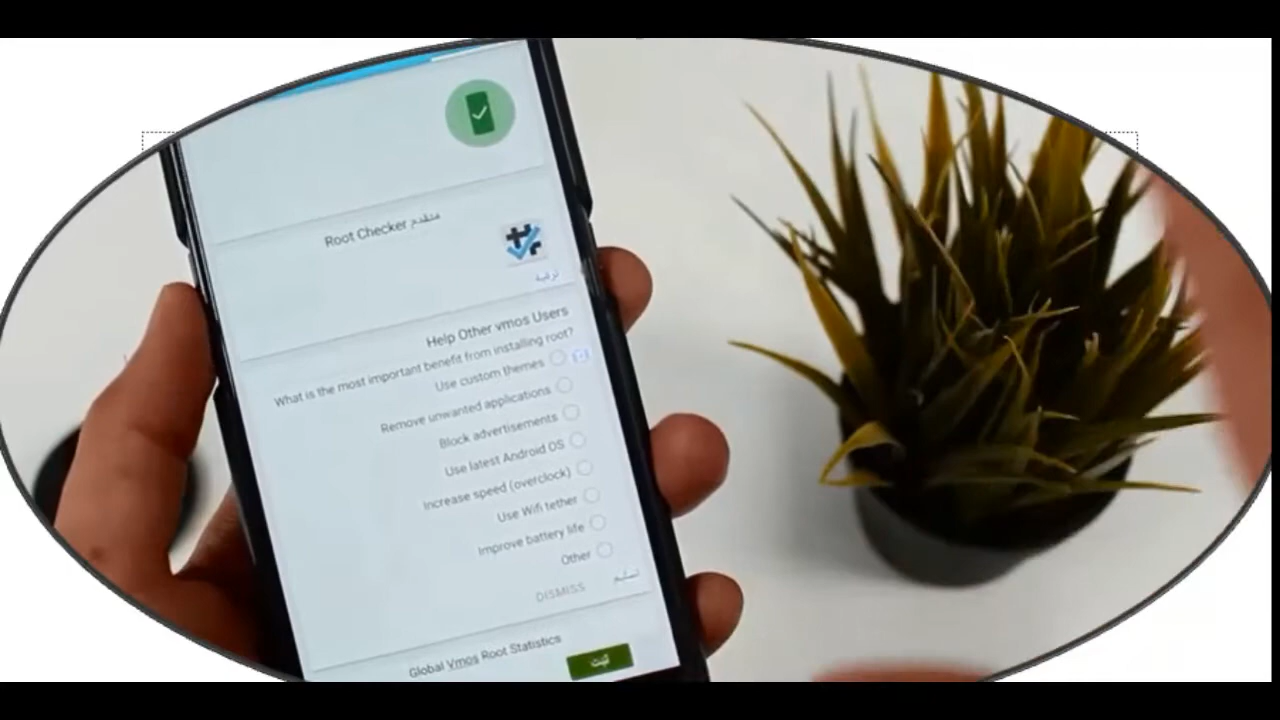 Root Checker متقدم
ترقية
Help Other vmos Users
What is the most important benefit from installing root?
Use custom themes
Remove unwanted applications
Block advertisements
Use latest Android OS
Increase speed (overclock)
Use Wifi tether
Improve battery life
Other
تسليم
DISMISS
Global Vmos Root Statistics
ثبت